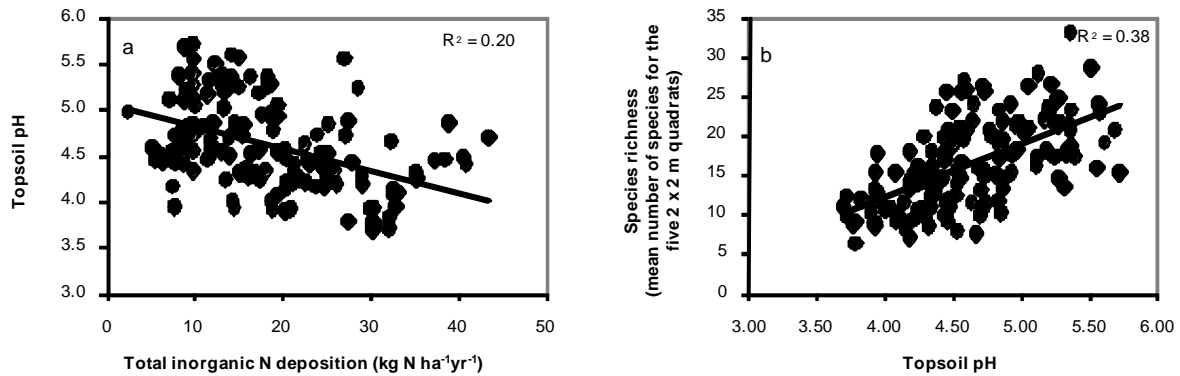 6.0
5.5
5.0
4.5
4.0
3.5
3.0
a
R² = 0.20
Topsoil pH
0 10 20 30 40 50
Total inorganic N deposition (kg N ha⁻¹yr⁻¹)
35
30
25
20
15
10
5
0
b
R² = 0.38
Species richness
(mean number of species for the
five 2 x 2 m quadrats)
3.00 3.50 4.00 4.50 5.00 5.50 6.00
Topsoil pH